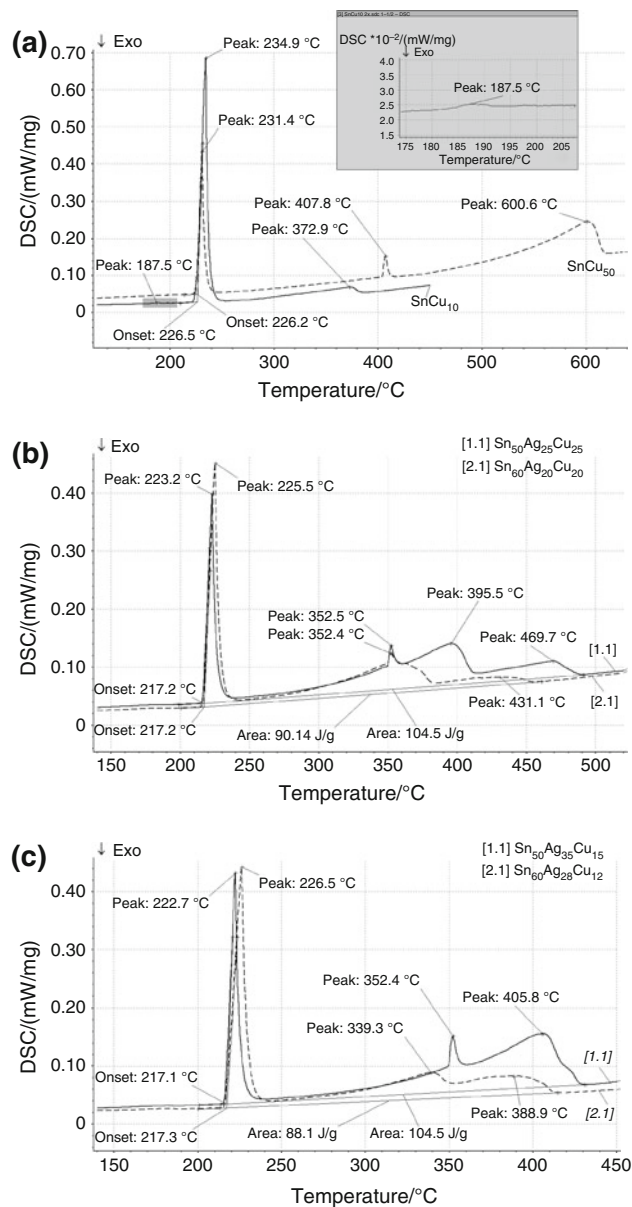 (a)
↓ Exo
Peak: 234.9 °C
Peak: 231.4 °C
Peak: 407.8 °C
Peak: 372.9 °C
Peak: 600.6 °C
Peak: 187.5 °C
SnCu50
SnCu10
Onset: 226.2 °C
Onset: 226.5 °C
DSC/(mW/mg)
0.70
0.50
0.30
0.20
0.10
0
200
300
400
500
600
Temperature/°C
DSC *10−2/(mW/mg)
↓ Exo
Peak: 187.5 °C
4.0
3.5
3.0
2.5
2.0
1.5
175 180 185 190 195 200 205
Temperature/°C
(b)
↓ Exo
[1.1] Sn50Ag25Cu25
[2.1] Sn60Ag20Cu20
Peak: 223.2 °C
Peak: 225.5 °C
Peak: 352.5 °C
Peak: 352.4 °C
Peak: 395.5 °C
Peak: 469.7 °C
[1.1]
[2.1]
Peak: 431.1 °C
Onset: 217.2 °C
Onset: 217.2 °C
Area: 90.14 J/g
Area: 104.5 J/g
DSC/(mW/mg)
0.40
0.30
0.20
0.10
0
150 200 250 300 350 400 450 500
Temperature/°C
(c)
↓ Exo
[1.1] Sn50Ag35Cu15
[2.1] Sn60Ag28Cu12
Peak: 222.7 °C
Peak: 226.5 °C
Peak: 352.4 °C
Peak: 339.3 °C
Peak: 405.8 °C
[1.1]
[2.1]
Peak: 388.9 °C
Onset: 217.1 °C
Onset: 217.3 °C
Area: 88.1 J/g
Area: 104.5 J/g
DSC/(mW/mg)
0.40
0.30
0.20
0.10
0
150 200 250 300 350 400 450
Temperature/°C